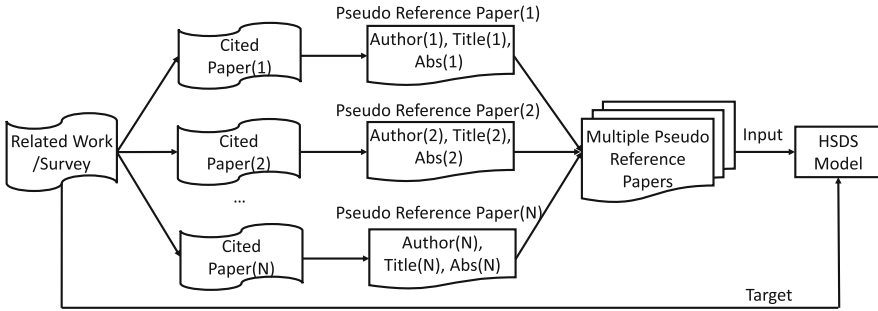 Pseudo Reference Paper(1)
Cited
Paper(1)
Author(1), Title(1),
Abs(1)
Pseudo Reference Paper(2)
Related Work
/Survey
Cited
Paper(2)
Author(2), Title(2),
Abs(2)
Multiple Pseudo
Reference
Papers
Input
HSDS
Model
...
Pseudo Reference Paper(N)
Cited
Paper(N)
Author(N),
Title(N), Abs(N)
Target